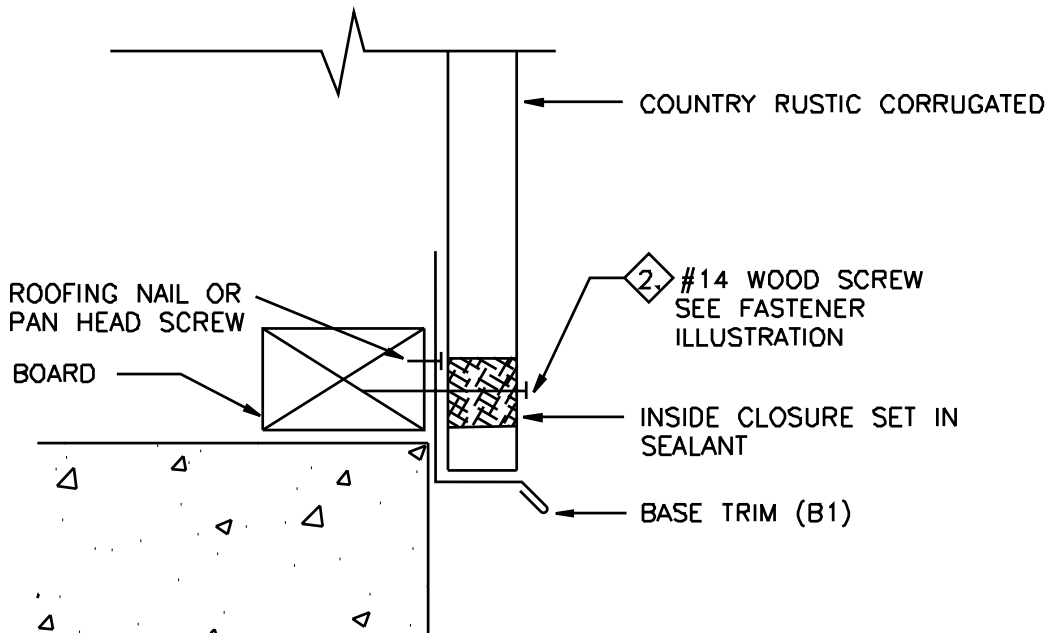 COUNTRY RUSTIC CORRUGATED
ROOFING NAIL OR
PAN HEAD SCREW
BOARD
2. #14 WOOD SCREW
SEE FASTENER
ILLUSTRATION
INSIDE CLOSURE SET IN
SEALANT
BASE TRIM (B1)